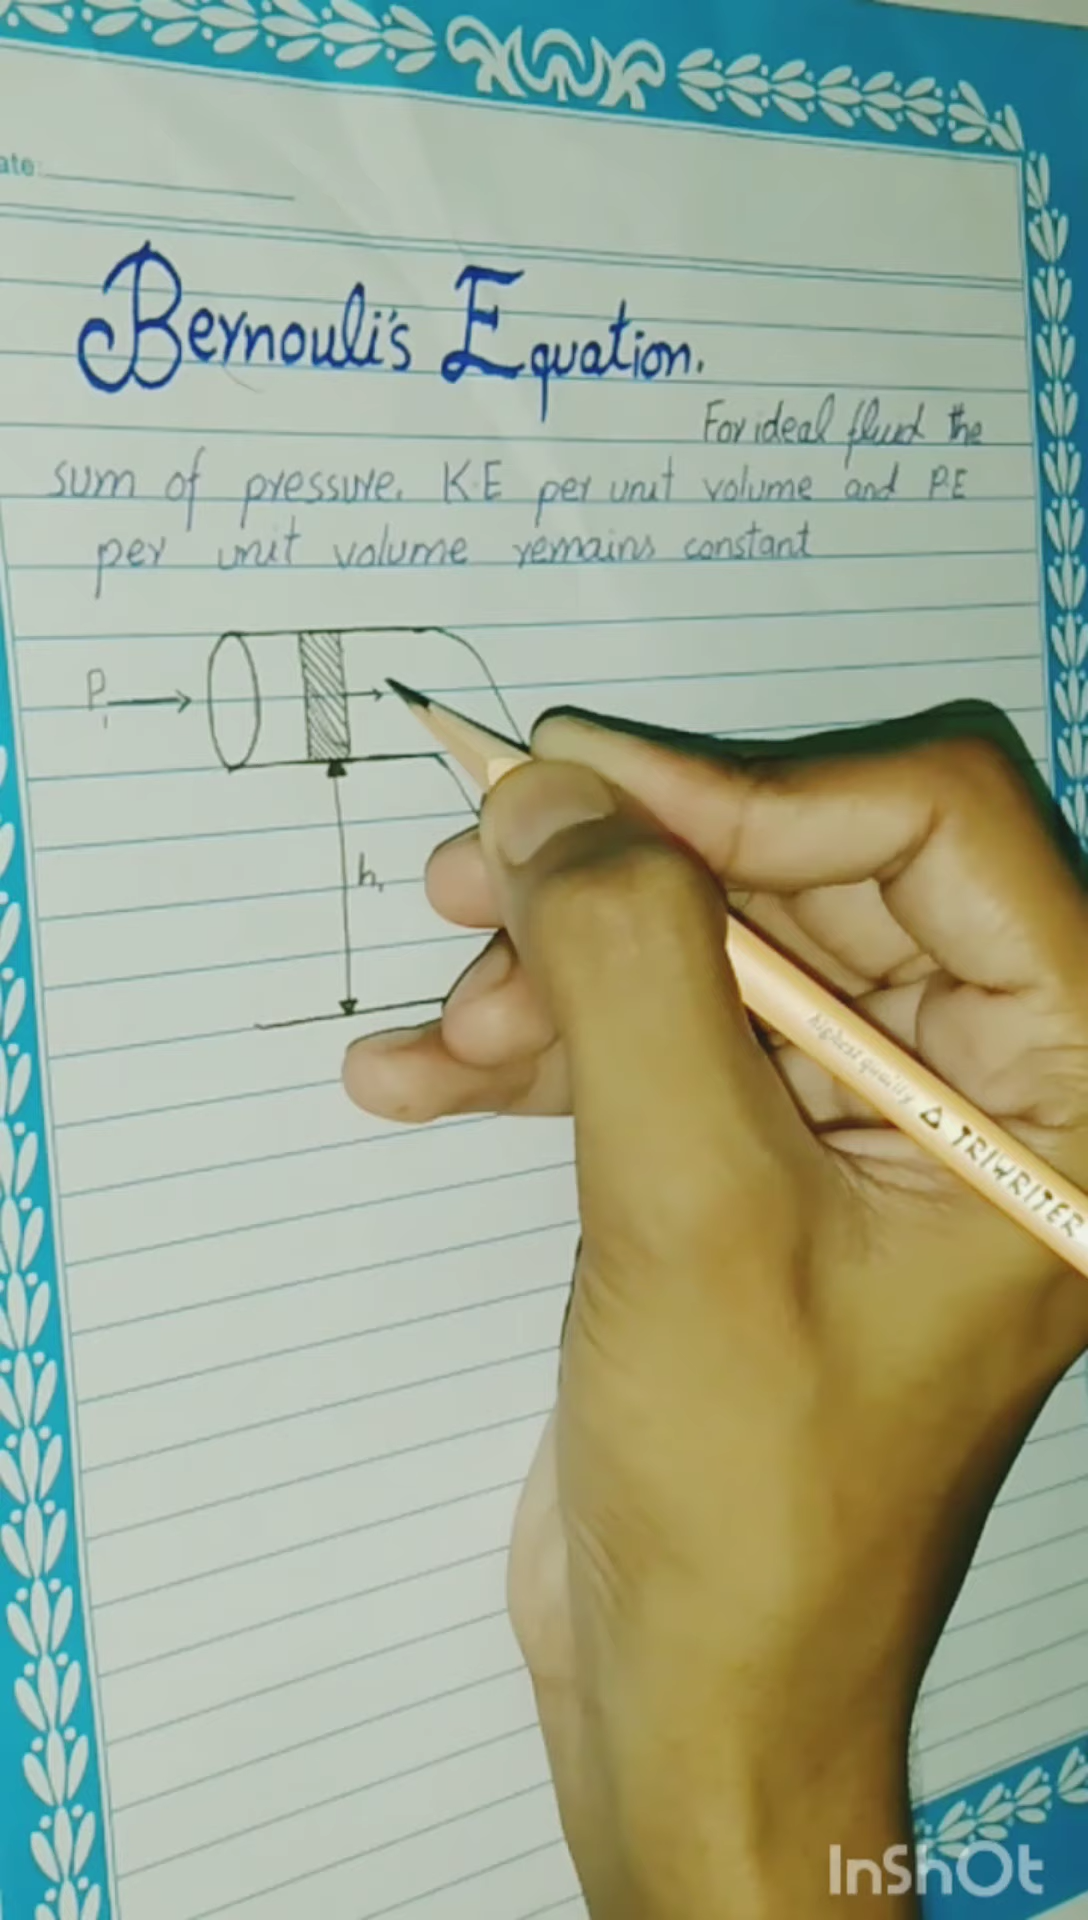 ate:
Bernouli's Equation.
For ideal fluid the
sum of pressure, K.E per unit volume and P.E
per unit volume remains constant
P₁
h₁
highest quality TRIWRITER
InShOt